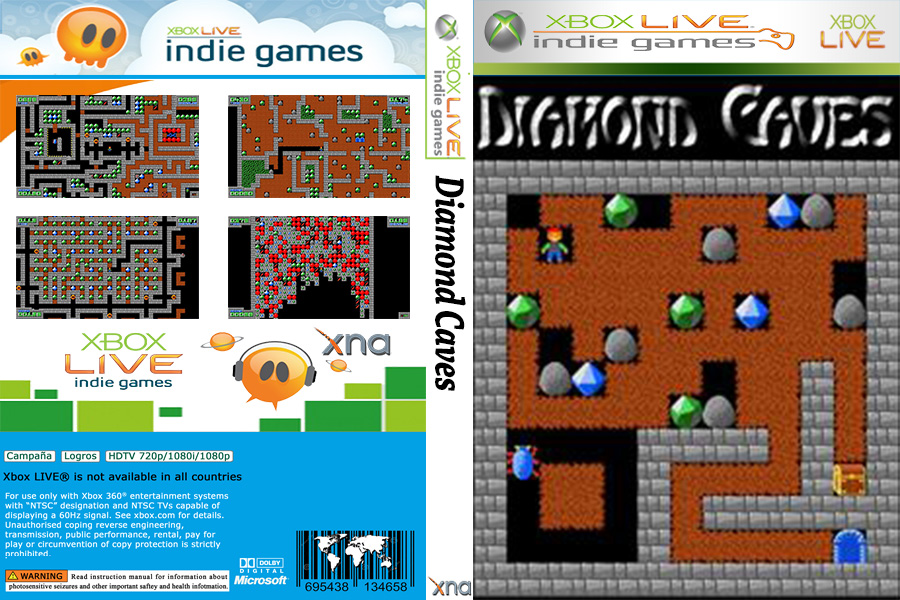 XBOX LIVE
indie games
XBOX LIVE
indie games
XBOX LIVE
indie games
Campaña Logros HDTV 720p/1080i/1080p
Xbox LIVE® is not available in all countries
For use only with Xbox 360® entertainment systems
with "NTSC" designation and NTSC TVs capable of
displaying a 60Hz signal. See xbox.com for details.
Unauthorised coping reverse engineering,
transmission, public performance, rental, pay for
play or circumvention of copy protection is strictly
prohibited.
WARNING Read instruction manual for information about
photosensitive seizures and other important saftey and health infotmation.
DOLBY
DIGITAL
Microsoft
695438 134658
xna
XBOX LIVE
indie games
Diamond Caves
xna
XBOX LIVE
indie games
XBOX
LIVE
DIAMOND CAVES